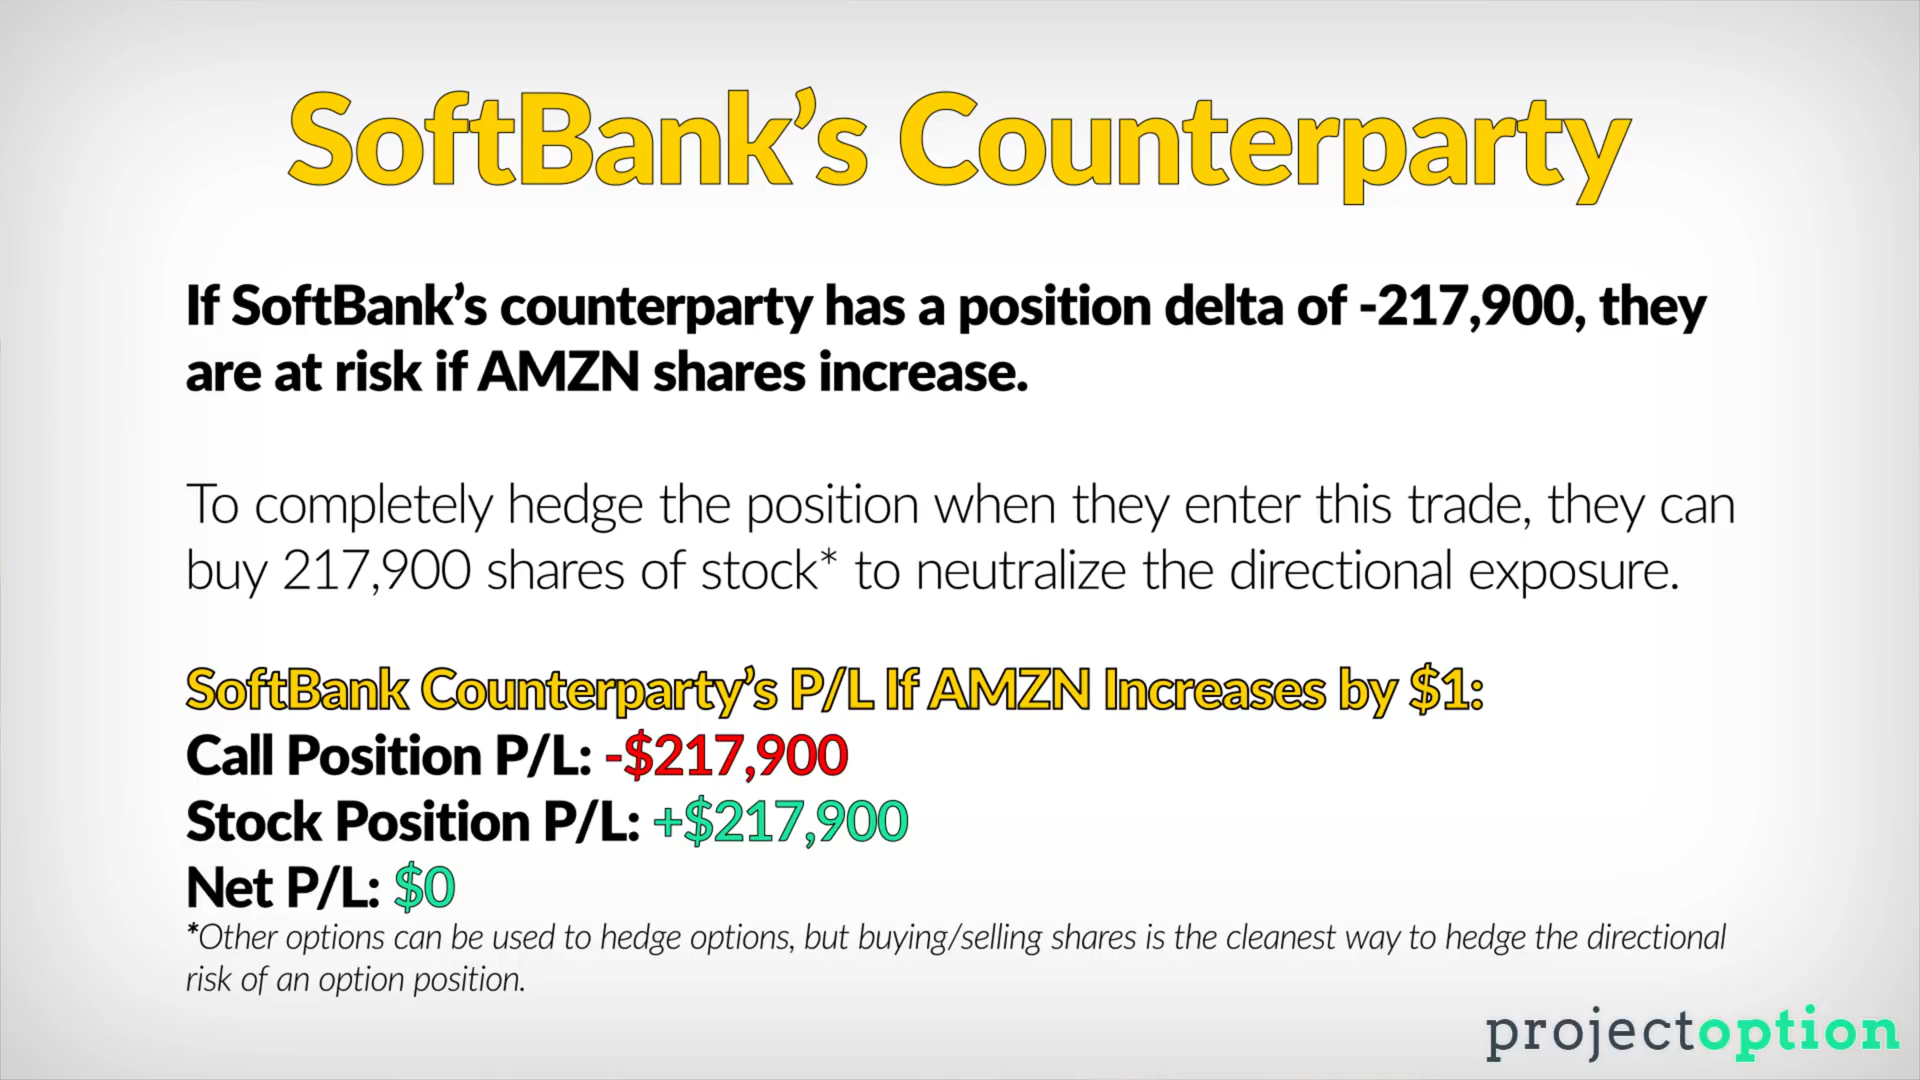 SoftBank’s Counterparty
If SoftBank’s counterparty has a position delta of -217,900, they
are at risk if AMZN shares increase.
To completely hedge the position when they enter this trade, they can
buy 217,900 shares of stock* to neutralize the directional exposure.
SoftBank Counterparty’s P/L If AMZN Increases by $1:
Call Position P/L: -$217,900
Stock Position P/L: +$217,900
Net P/L: $0
*Other options can be used to hedge options, but buying/selling shares is the cleanest way to hedge the directional
risk of an option position.
projectoption